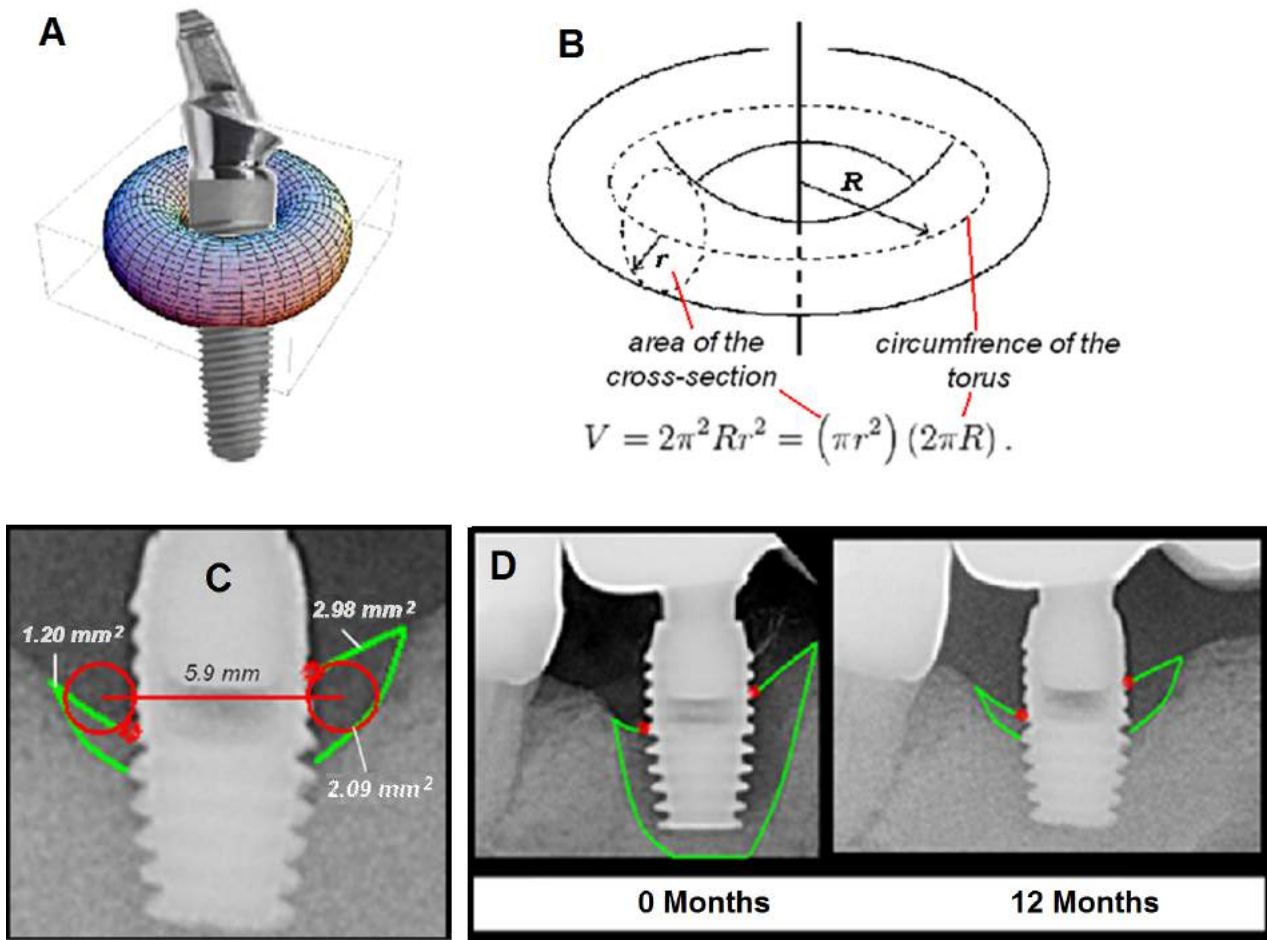 A
B
R
r
area of the
cross-section
circumfrence of the
torus
V = 2π²Rr² = (πr²) (2πR) .
C
1.20 mm²
2.98 mm²
5.9 mm
2.09 mm²
D
0 Months
12 Months